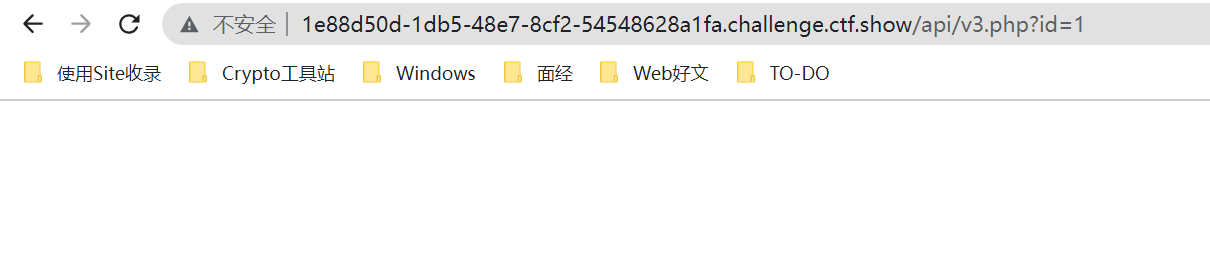 不安全 1e88d50d-1db5-48e7-8cf2-54548628a1fa.challenge.ctf.show/api/v3.php?id=1
使用Site收录 Crypto工具站 Windows 面经 Web好文 TO-DO